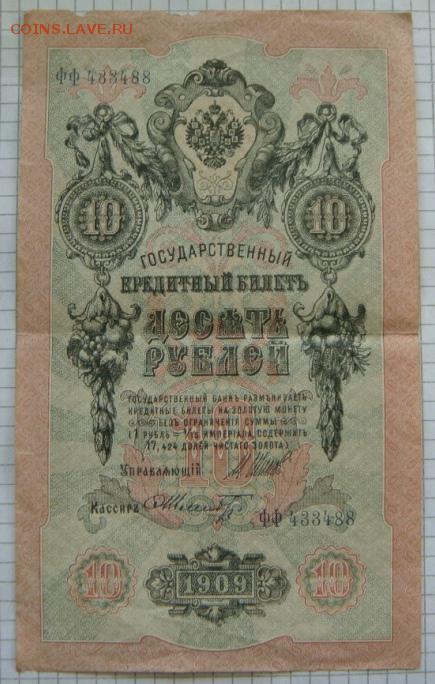 COINS.LAVE.RU
ФФ 433488
10 10
ГОСУДАРСТВЕННЫЙ
КРЕДИТНЫЙ БИЛЕТЪ
ДЕСЯТЬ
РУБЛЕЙ
ГОСУДАРСТВЕННЫЙ БАНКЪ РАЗМѢНИВАЕТЪ
КРЕДИТНЫЕ БИЛЕТЫ НА ЗОЛОТУЮ МОНЕТУ
БЕЗЪ ОГРАНИЧЕНІЯ СУММЫ
(1 РУБЛЬ = 1/15 ИМПЕРІАЛА, СОДЕРЖИТЪ
17,424 ДОЛЕЙ ЧИСТАГО ЗОЛОТА)
10
Управляющій
Кассиръ
ФФ 433488
10 1909 10